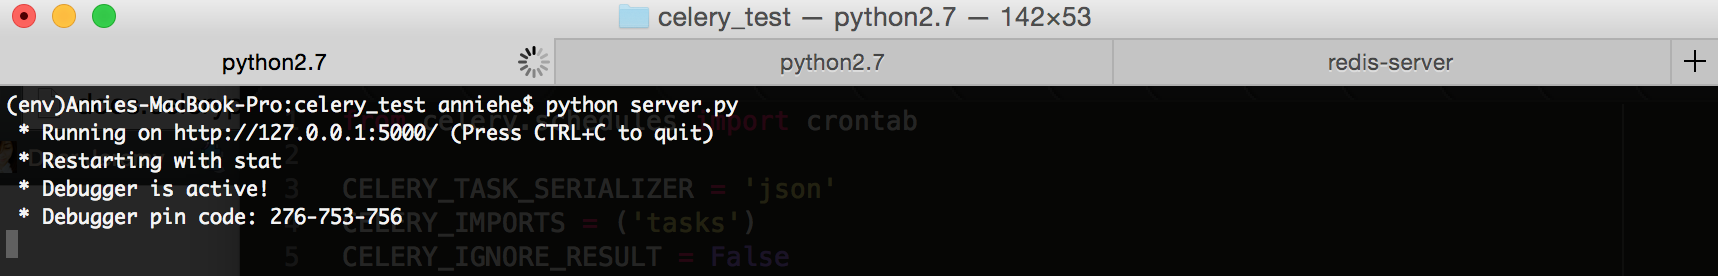 celery_test — python2.7 — 142×53
python2.7
python2.7
redis-server
(env)Annies-MacBook-Pro:celery_test anniehe$ python server.py
* Running on http://127.0.0.1:5000/ (Press CTRL+C to quit)
* Restarting with stat
* Debugger is active!
* Debugger pin code: 276-753-756
from celery.schedules import crontab
2
3 CELERY_TASK_SERIALIZER = 'json'
CELERY_IMPORTS = ('tasks')
5 CELERY_IGNORE_RESULT = False